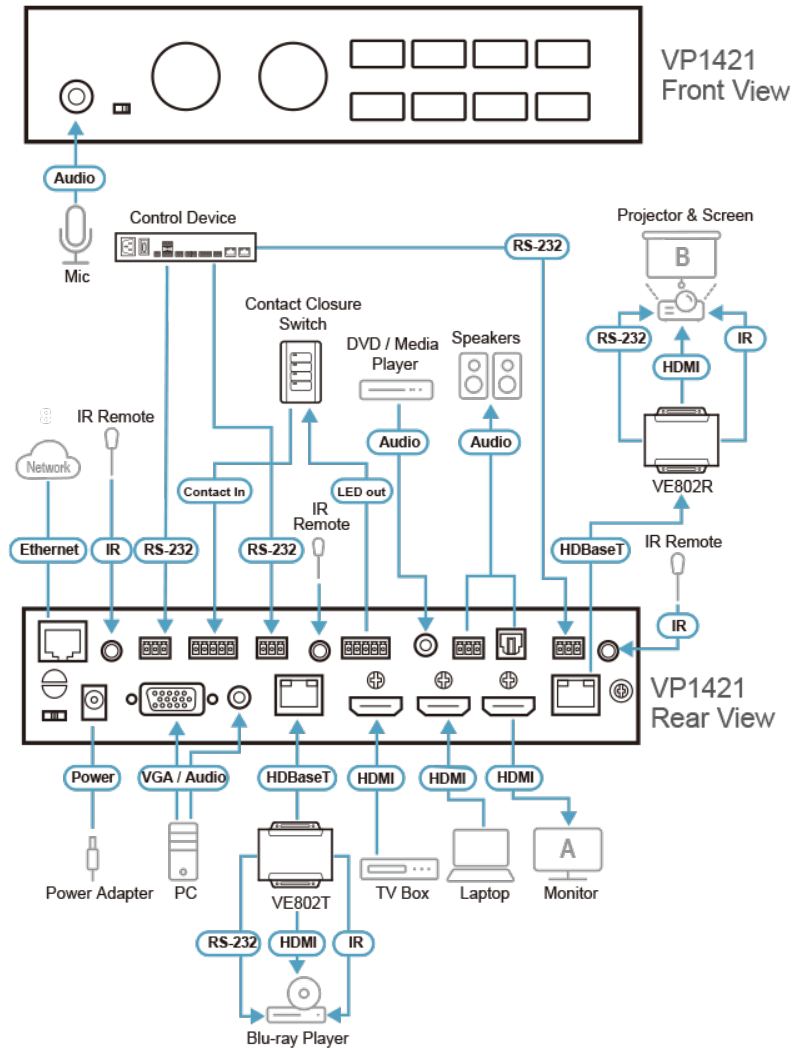 VP1421
Front View
Audio
Mic
Control Device
RS-232
Projector & Screen
B
Contact Closure
Switch
DVD / Media
Player
Speakers
RS-232
IR
HDMI
IR Remote
Audio
Audio
Network
Contact In
LED out
VE802R
IR
Remote
Ethernet
IR
RS-232
RS-232
HDBaseT
IR Remote
IR
VP1421
Rear View
Power
VGA / Audio
HDBaseT
HDMI
HDMI
HDMI
A
Power Adapter
PC
VE802T
TV Box
Laptop
Monitor
RS-232
HDMI
IR
Blu-ray Player